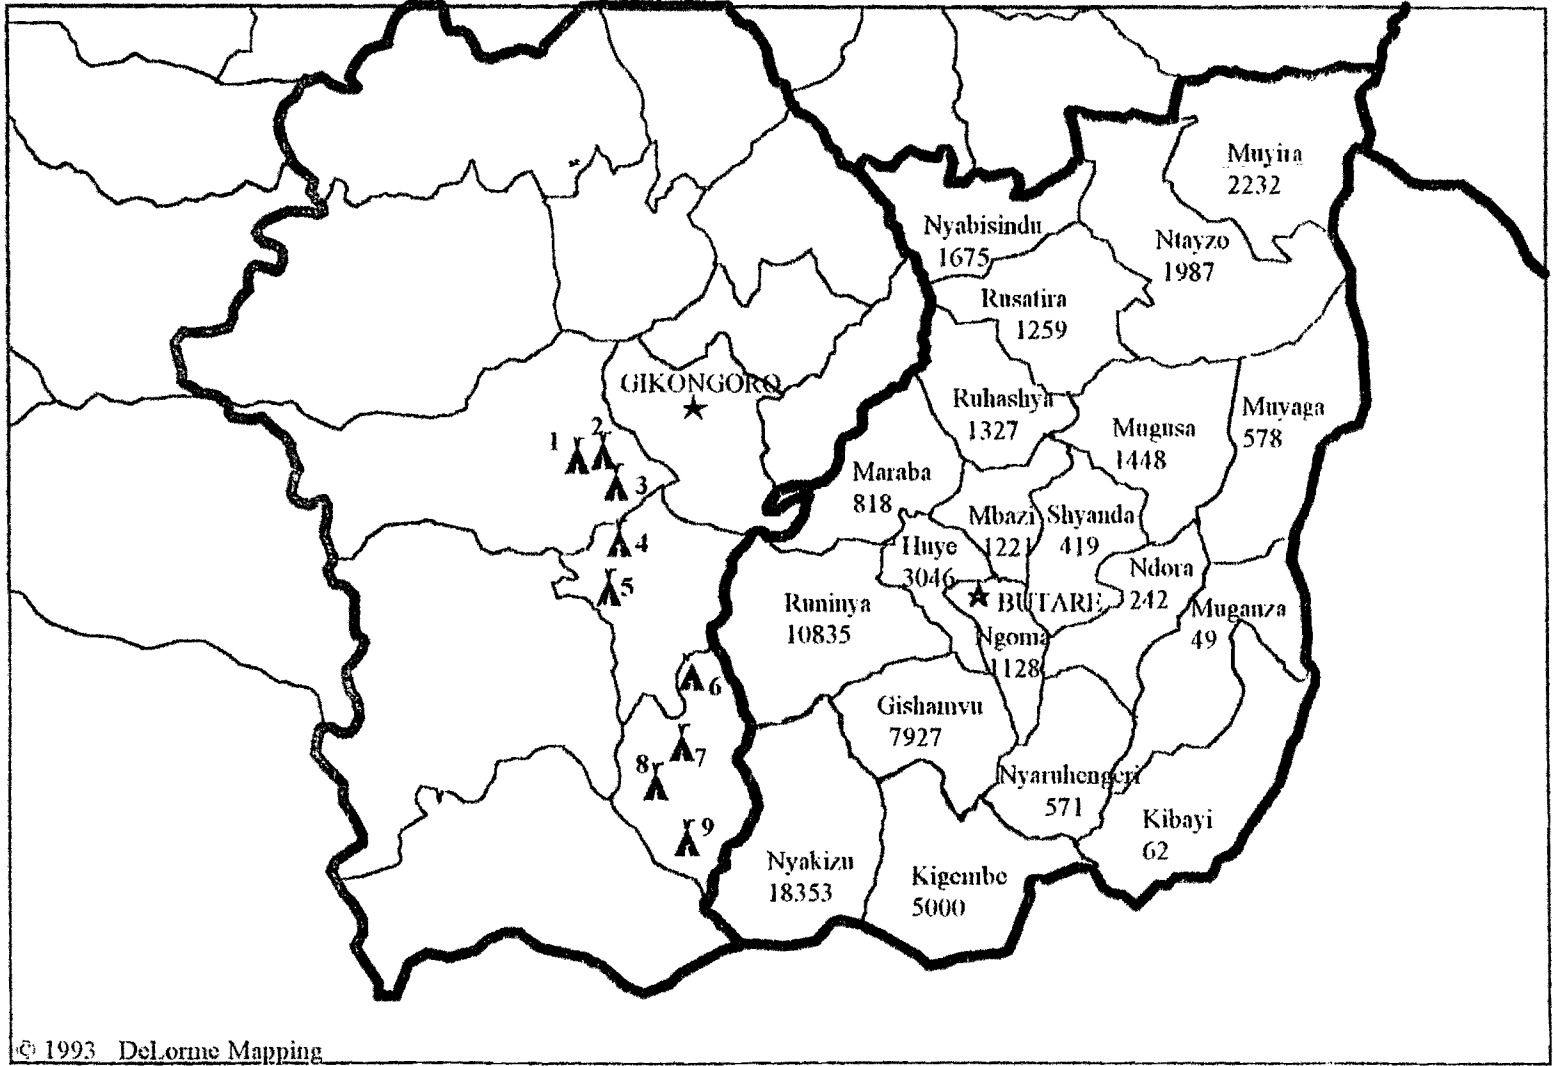 Muyira
2232
Nyabisindu
1675
Ntayzo
1987
Rusatira
1259
GIKONGORO
Ruhashya
1327
Mugusa
1448
Muyaga
578
1
2
3
4
5
6
7
8
9
Maraba
818
Mbazi
1221
Shyanda
419
Huye
3046
Ndora
242
BUTARE
Runinya
10835
Muganza
49
Ngoma
1128
Gishamvu
7927
Nyaruhengeri
571
Kibayi
62
Nyakizu
18353
Kigembe
5000
© 1993 DeLorme Mapping